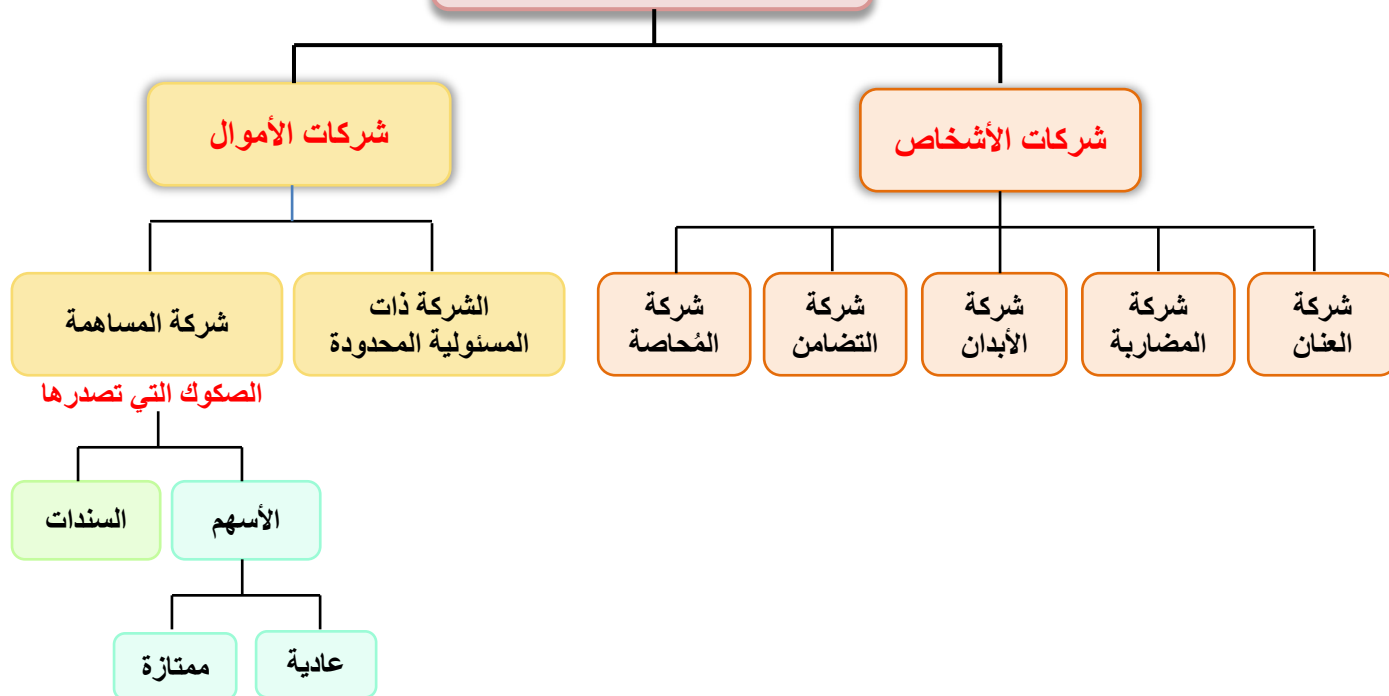 شركات الأشخاص
شركات الأموال
شركة
العنان
شركة
المضاربة
شركة
الأبدان
شركة
التضامن
شركة
المُحاصة
الشركة ذات
المسئولية المحدودة
شركة المساهمة
الصكوك التي تصدرها
الأسهم
السندات
عادية
ممتازة